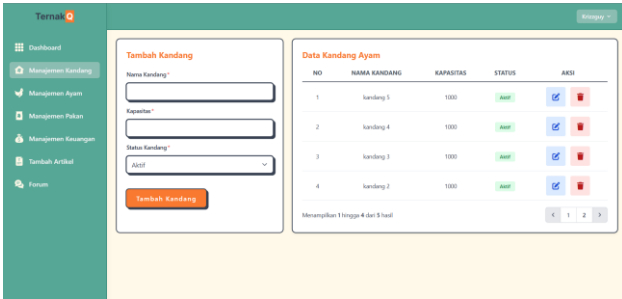 TernakQ
Krisguy
Dashboard
Manajemen Kandang
Manajemen Ayam
Manajemen Pakan
Manajemen Keuangan
Tambah Artikel
Forum
Tambah Kandang
Nama Kandang*
Kapasitas*
Status Kandang*
Aktif
Tambah Kandang
Data Kandang Ayam
NO NAMA KANDANG KAPASITAS STATUS AKSI
1 kandang 5 1000 Aktif
2 kandang 4 1000 Aktif
3 kandang 3 1000 Aktif
4 kandang 2 1000 Aktif
Menampilkan 1 hingga 4 dari 5 hasil
< 1 2 >